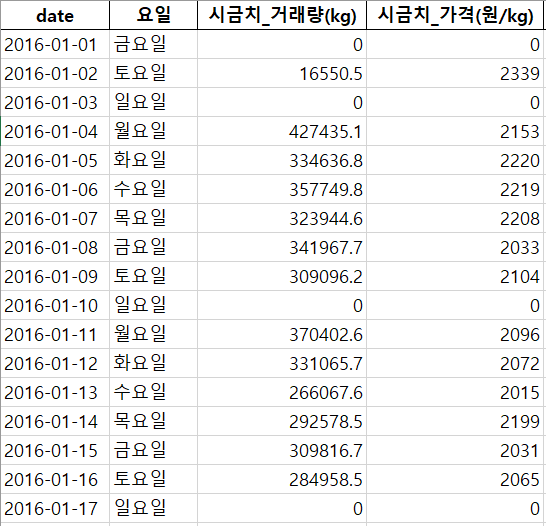 date 요일 시금치_거래량(kg) 시금치_가격(원/kg)
2016-01-01 금요일 0 0
2016-01-02 토요일 16550.5 2339
2016-01-03 일요일 0 0
2016-01-04 월요일 427435.1 2153
2016-01-05 화요일 334636.8 2220
2016-01-06 수요일 357749.8 2219
2016-01-07 목요일 323944.6 2208
2016-01-08 금요일 341967.7 2033
2016-01-09 토요일 309096.2 2104
2016-01-10 일요일 0 0
2016-01-11 월요일 370402.6 2096
2016-01-12 화요일 331065.7 2072
2016-01-13 수요일 266067.6 2015
2016-01-14 목요일 292578.5 2199
2016-01-15 금요일 309816.7 2031
2016-01-16 토요일 284958.5 2065
2016-01-17 일요일 0 0